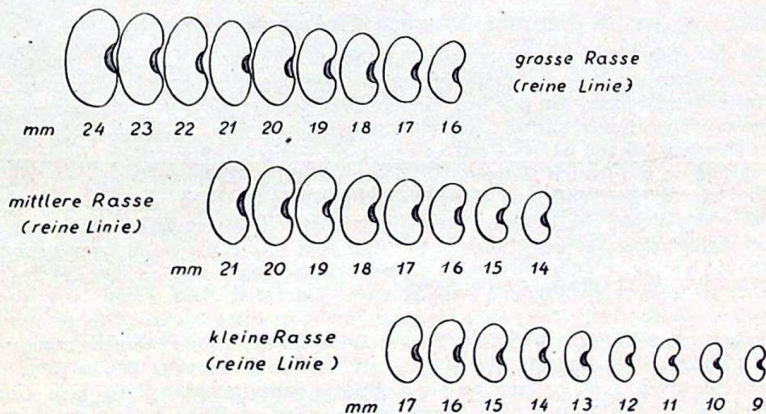 grosse Rasse
(reine Linie)
mm 24 23 22 21 20 19 18 17 16
mittlere Rasse
(reine Linie)
mm 21 20 19 18 17 16 15 14
kleine Rasse
(reine Linie)
mm 17 16 15 14 13 12 11 10 9